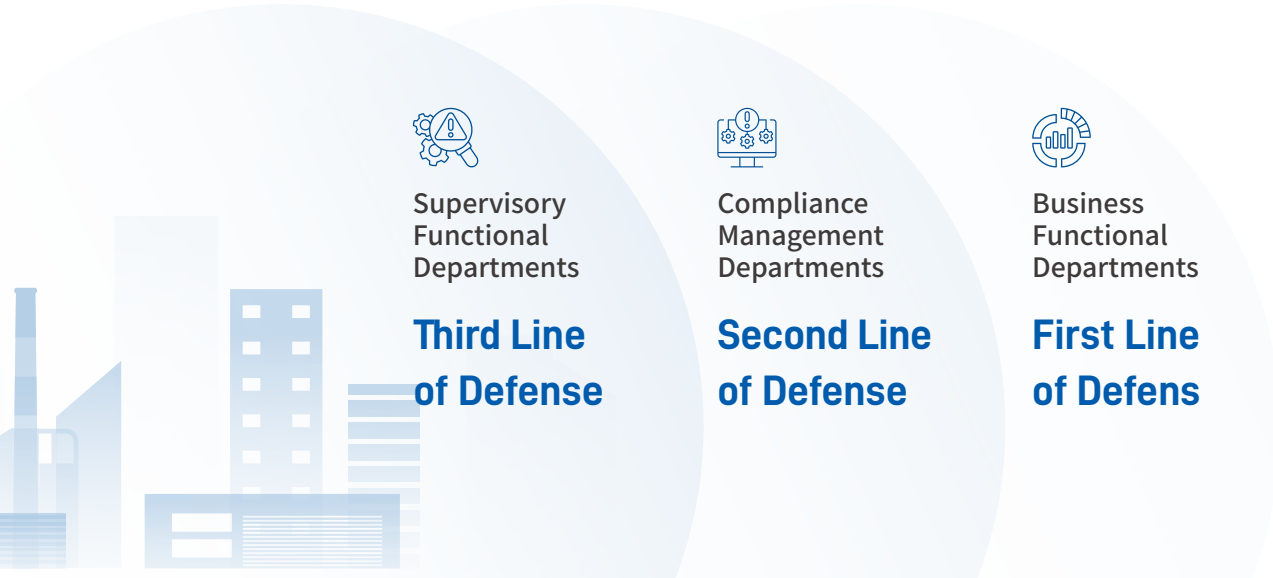 Supervisory
Functional
Departments
Third Line
of Defense
Compliance
Management
Departments
Second Line
of Defense
Business
Functional
Departments
First Line
of Defens